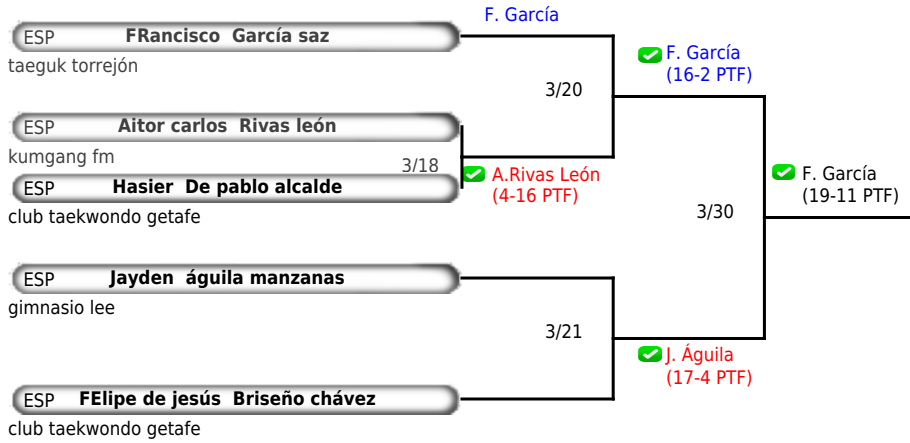 F. García
ESP FRancisco García saz
taeguk torrejón
F. García
(16-2 PTF)
3/20
ESP Aitor carlos Rivas león
kumgang fm
3/18
A.Rivas León
(4-16 PTF)
ESP Hasier De pablo alcalde
club taekwondo getafe
F. García
(19-11 PTF)
3/30
ESP Jayden águila manzanas
gimnasio lee
3/21
J. Águila
(17-4 PTF)
ESP FElipe de jesús Briseño chávez
club taekwondo getafe